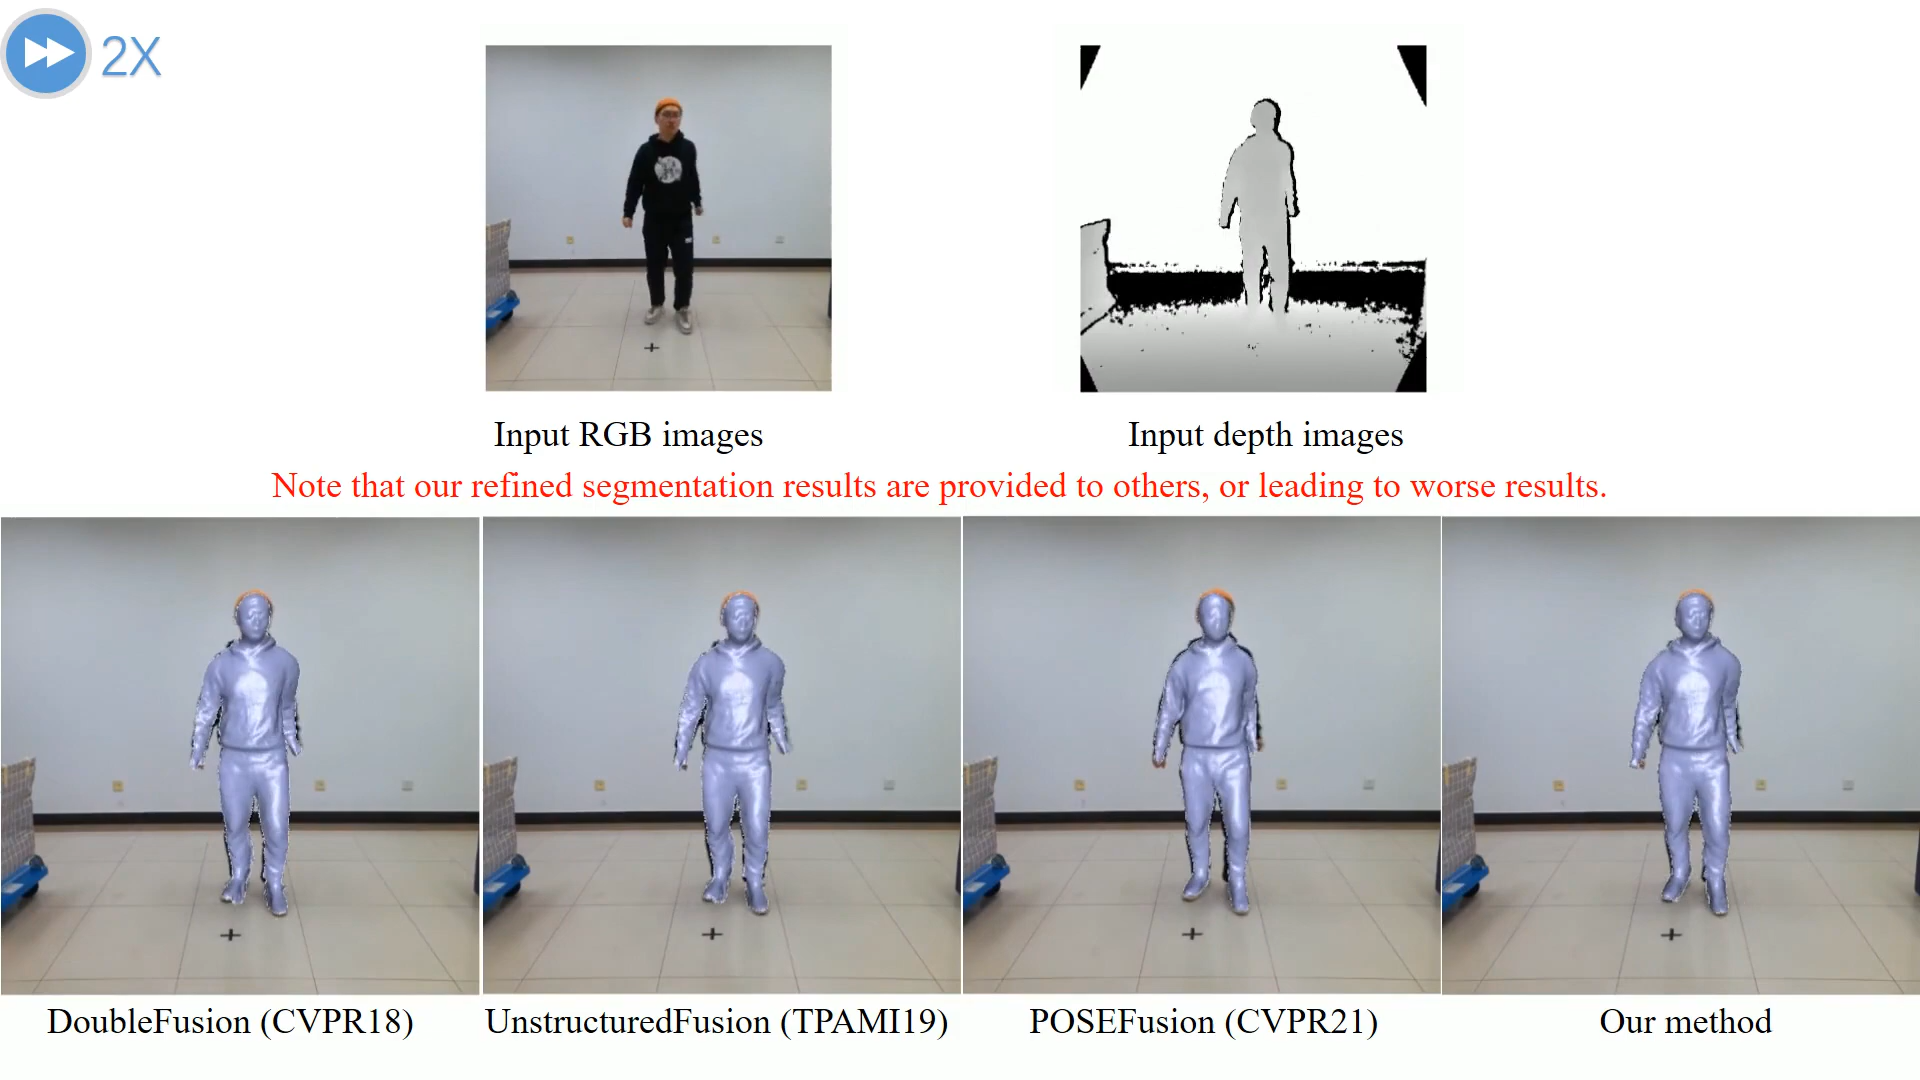 2X
Input RGB images
Input depth images
Note that our refined segmentation results are provided to others, or leading to worse results.
DoubleFusion (CVPR18)
UnstructuredFusion (TPAMI19)
POSEFusion (CVPR21)
Our method